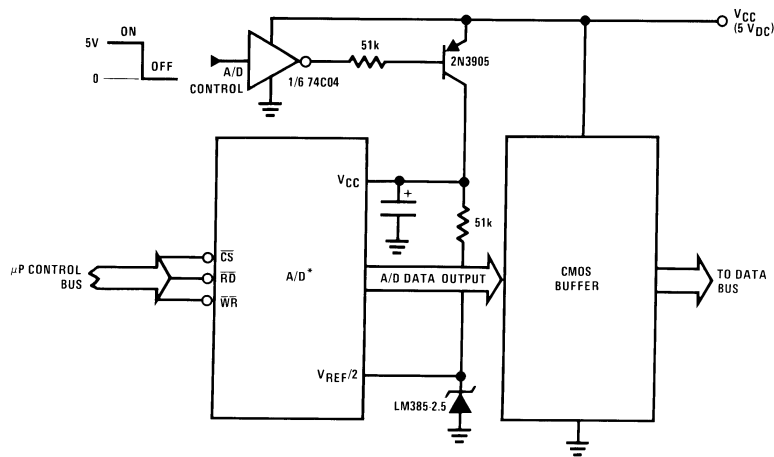 ON
5V
OFF
0
A/D
CONTROL
1/6 74C04
51k
2N3905
VCC
(5 VDC)
VCC
+
51k
μP CONTROL
BUS
CS
RD
WR
A/D*
A/D DATA OUTPUT
CMOS
BUFFER
TO DATA
BUS
VREF/2
LM385-2.5